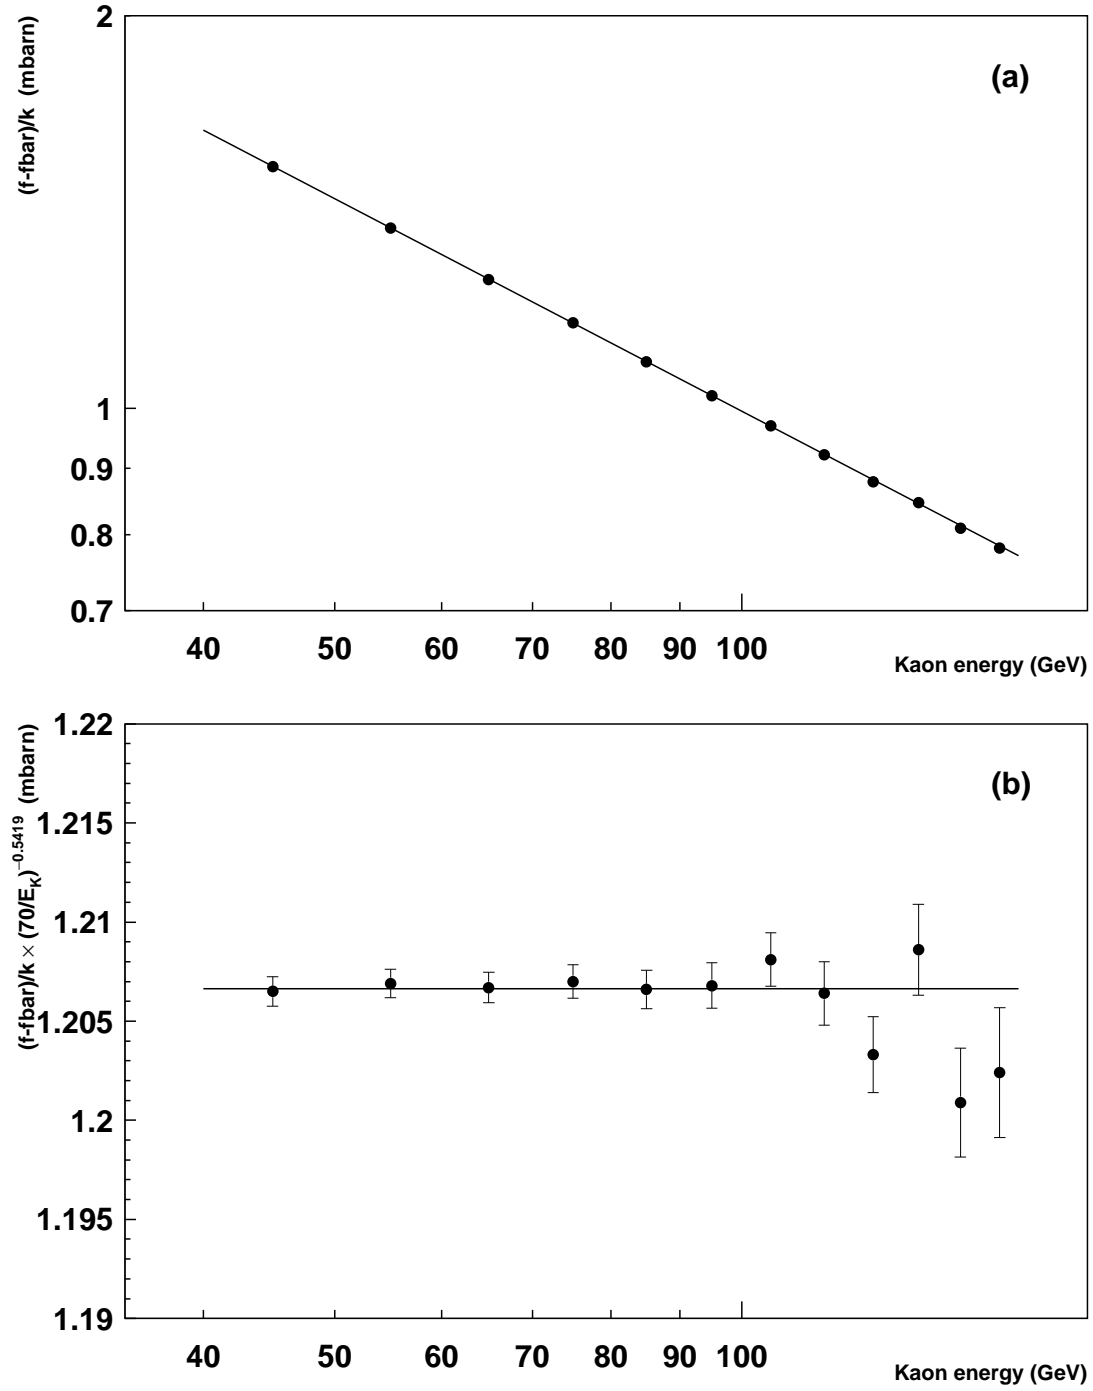 (f-fbar)/k (mbarn)
2
1
0.9
0.8
0.7
(a)
40 50 60 70 80 90 100
Kaon energy (GeV)
(f-fbar)/k × (70/E_K)^−0.5419 (mbarn)
1.22
1.215
1.21
1.205
1.2
1.195
1.19
(b)
40 50 60 70 80 90 100
Kaon energy (GeV)